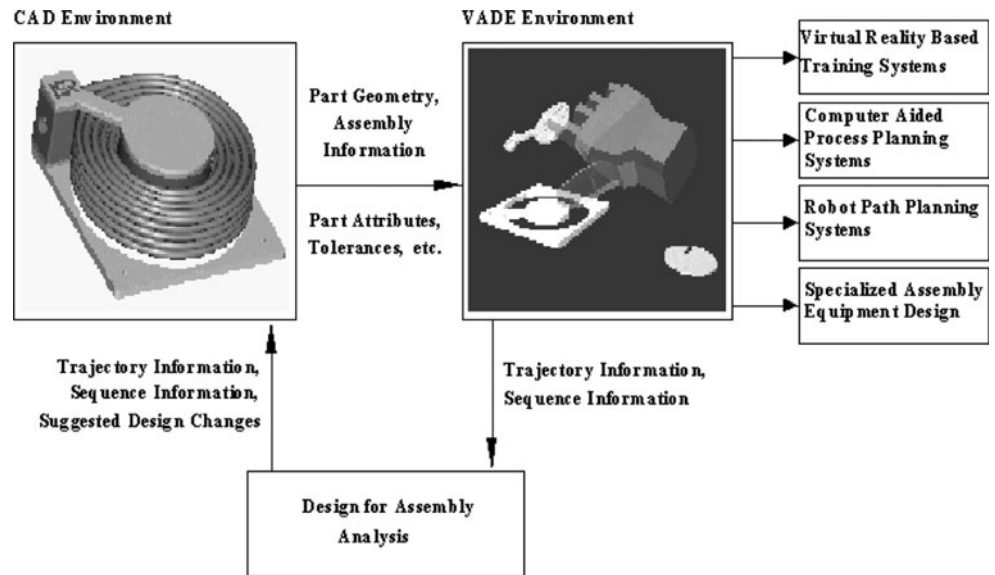 CAD Environment
VADE Environment
Part Geometry,
Assembly
Information
Part Attributes,
Tolerances, etc.
Virtual Reality Based
Training Systems
Computer Aided
Process Planning
Systems
Robot Path Planning
Systems
Specialized Assembly
Equipment Design
Trajectory Information,
Sequence Information,
Suggested Design Changes
Trajectory Information,
Sequence Information
Design for Assembly
Analysis